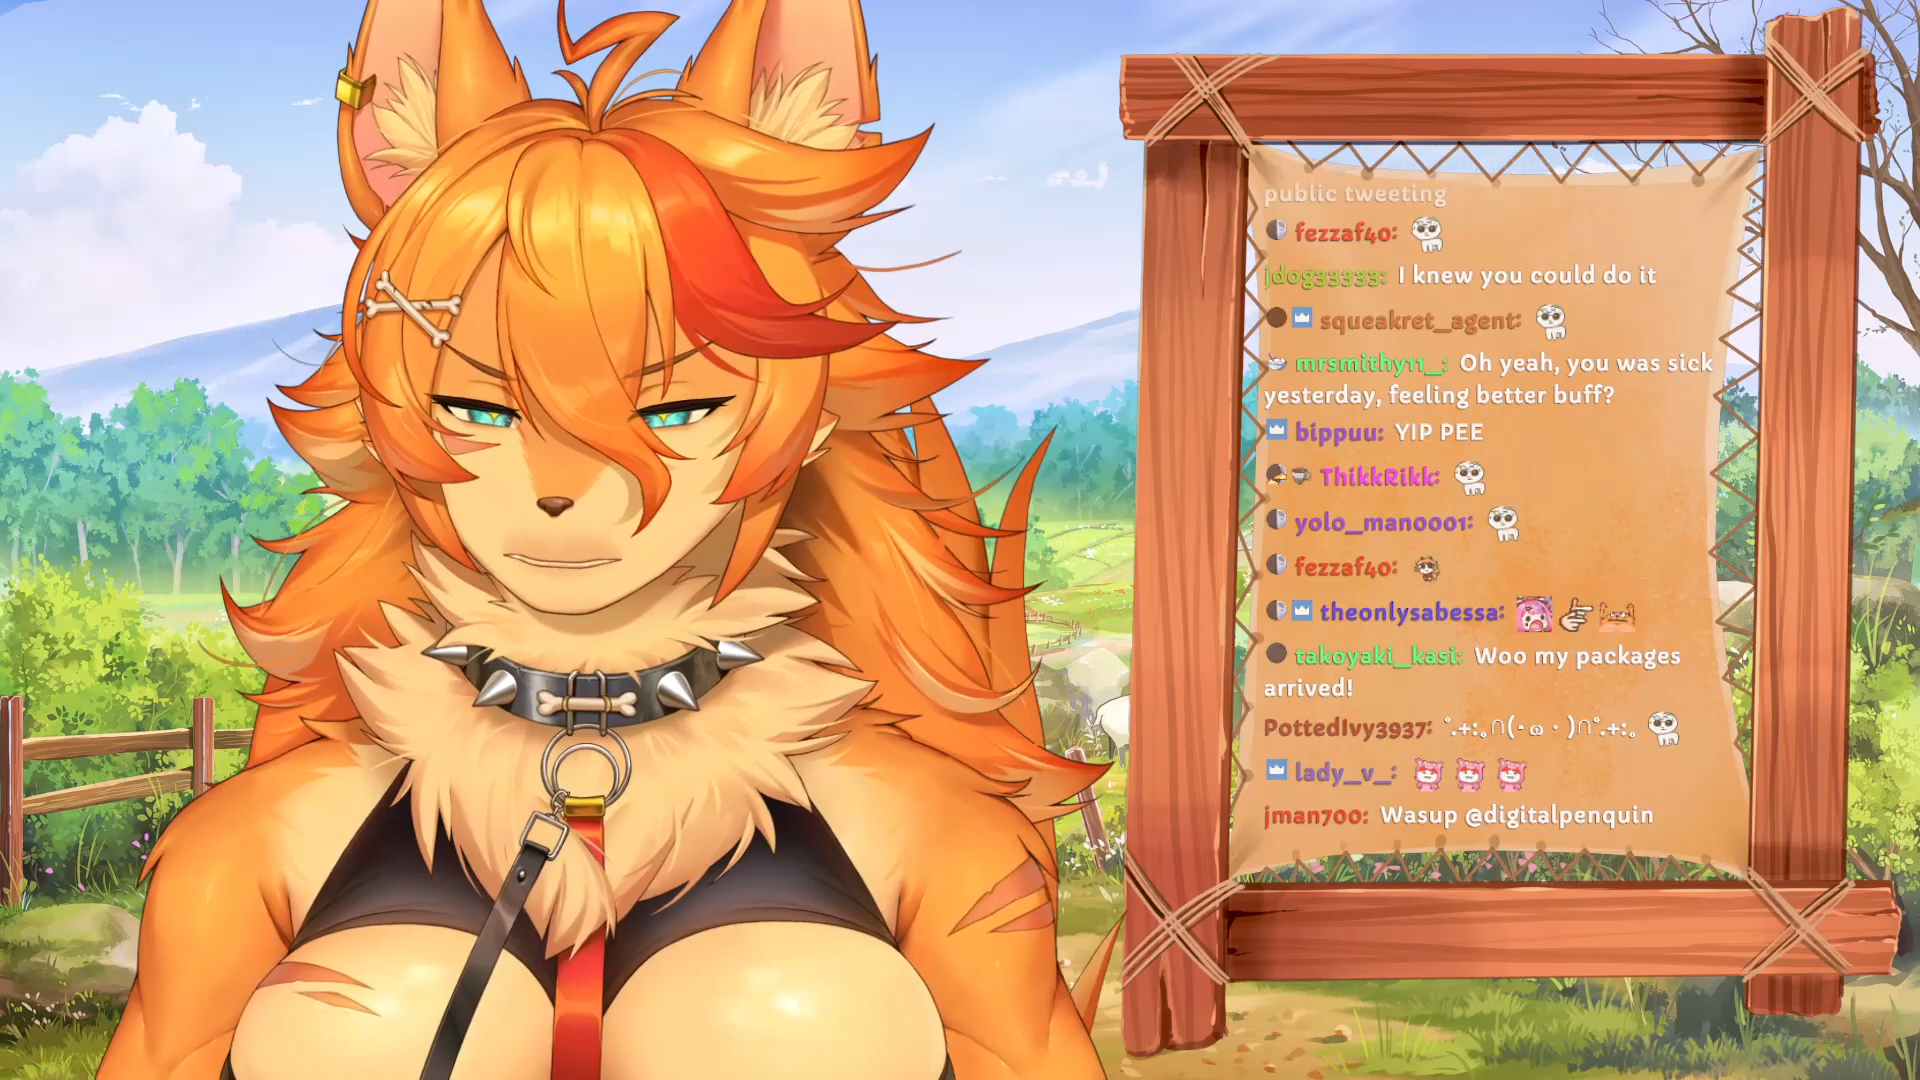 public tweeting
fezzaf40:
jdog33333: I knew you could do it
squeakret_agent:
mrsmithy11_: Oh yeah, you was sick
yesterday, feeling better buff?
bippuu: YIP PEE
ThikkRikk:
yolo_mano001:
fezzaf40:
theonlysabessa:
takoyaki_kasi: Woo my packages
arrived!
PottedIvy3937: ˚.+:｡∩(･ω・)∩˚.+:｡
lady_v_:
jman700: Wasup @digitalpenquin